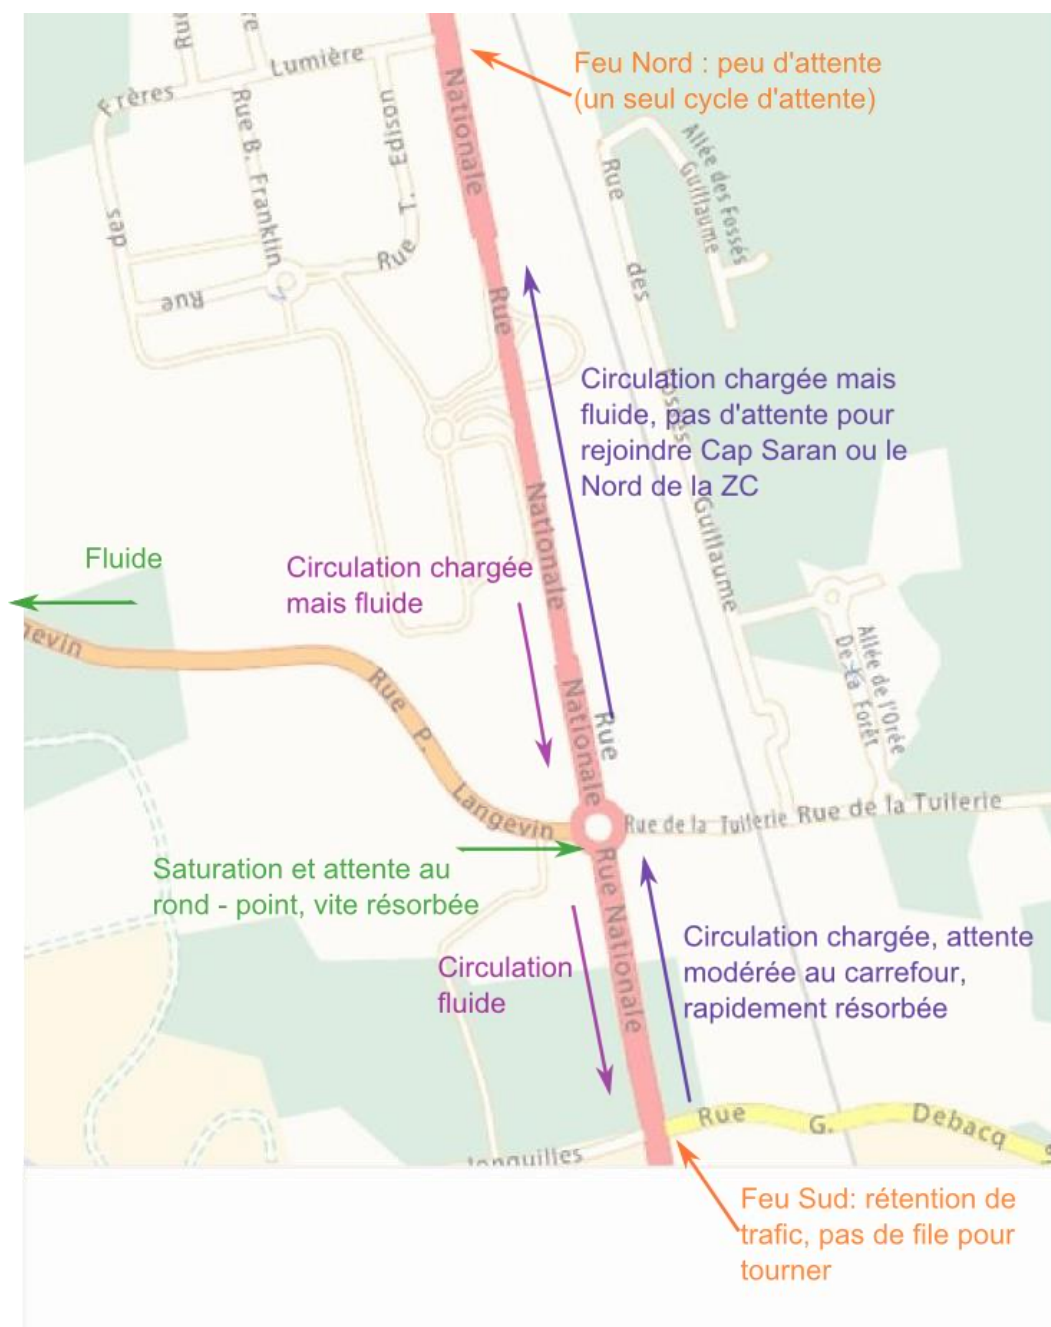 Feu Nord : peu d'attente
(un seul cycle d'attente)
Rue
re
Lumière
Frères
Rue B. Franklin
Rue T. Edison
des
Rue
Nationale
Rue
Allée des Fossés
Guillaume
Rue des Fossés Guillaume
Circulation chargée mais
fluide, pas d'attente pour
rejoindre Cap Saran ou le
Nord de la ZC
Nationale
Fluide
Circulation chargée
mais fluide
evin
Rue P. Langevin
Nationale
Rue
Allée de l'Orée
De La Forêt
Rue de la Tuilerie
Rue de la Tuilerie
Saturation et attente au
rond - point, vite résorbée
Rue Nationale
Circulation
fluide
Circulation chargée, attente
modérée au carrefour,
rapidement résorbée
Rue G. Debacq
Jonquilles
Feu Sud: rétention de
trafic, pas de file pour
tourner